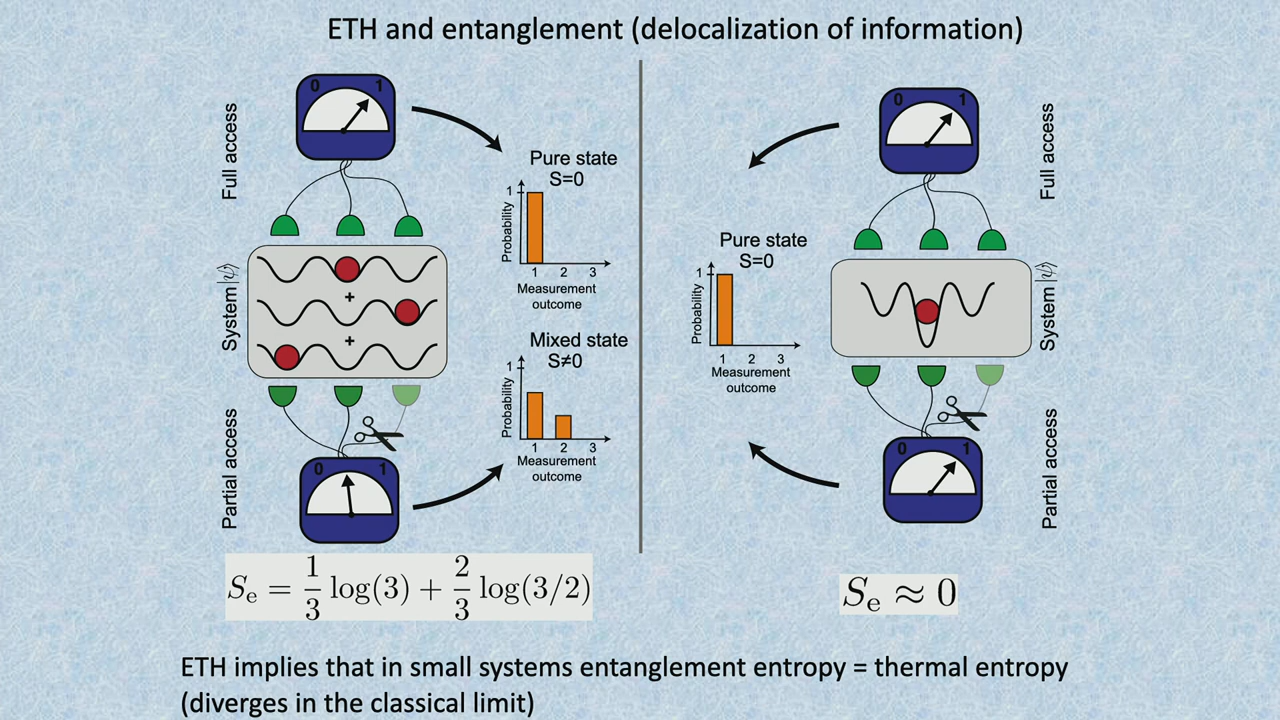 ETH and entanglement (delocalization of information)
0 1
Full access
Pure state
S=0
1
Probability
1 2 3
Measurement
outcome
System |ψ⟩
+
+
Mixed state
S≠0
1
Probability
1 2 3
Measurement
outcome
Partial access
0 1
S_e = 1/3 log(3) + 2/3 log(3/2)
0 1
Full access
Pure state
S=0
1
Probability
1 2 3
Measurement
outcome
System |ψ⟩
Partial access
0 1
S_e ≈ 0
ETH implies that in small systems entanglement entropy = thermal entropy
(diverges in the classical limit)